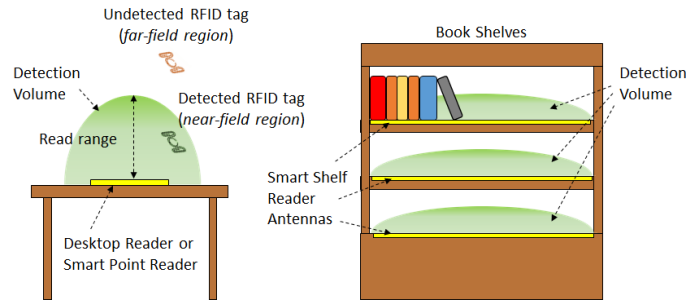 Undetected RFID tag
(far-field region)
Detection
Volume
Detected RFID tag
(near-field region)
Read range
Desktop Reader or
Smart Point Reader
Book Shelves
Detection
Volume
Smart Shelf
Reader
Antennas